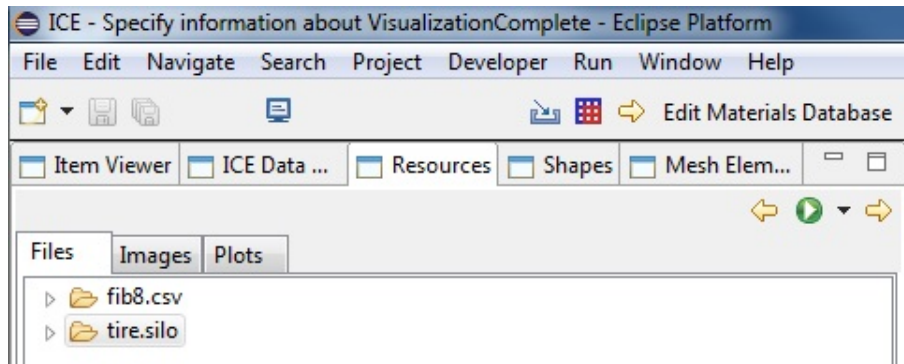 ICE - Specify information about VisualizationComplete - Eclipse Platform
File Edit Navigate Search Project Developer Run Window Help
Edit Materials Database
Item Viewer ICE Data ... Resources Shapes Mesh Elem...
Files Images Plots
fib8.csv
tire.silo